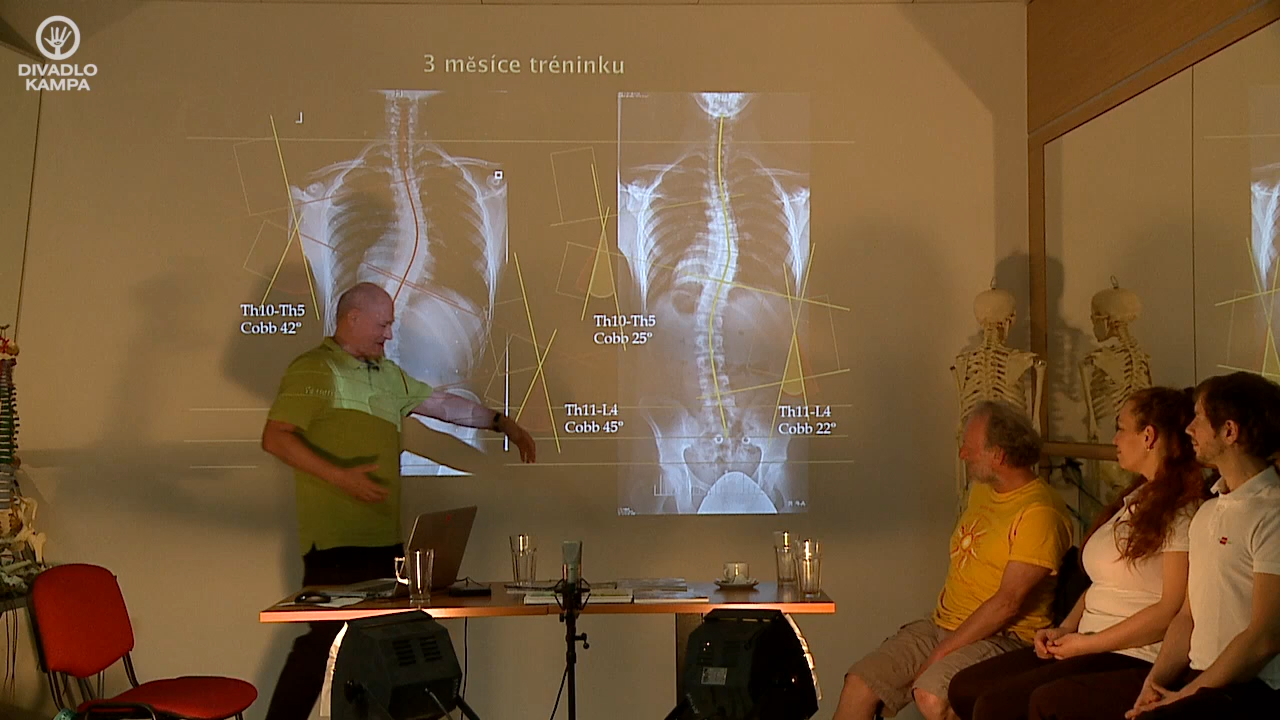 DIVADLO
KAMPA
3 měsíce tréninku
Th10-Th5
Cobb 42°
Th10-Th5
Cobb 25°
Th11-L4
Cobb 45°
Th11-L4
Cobb 22°